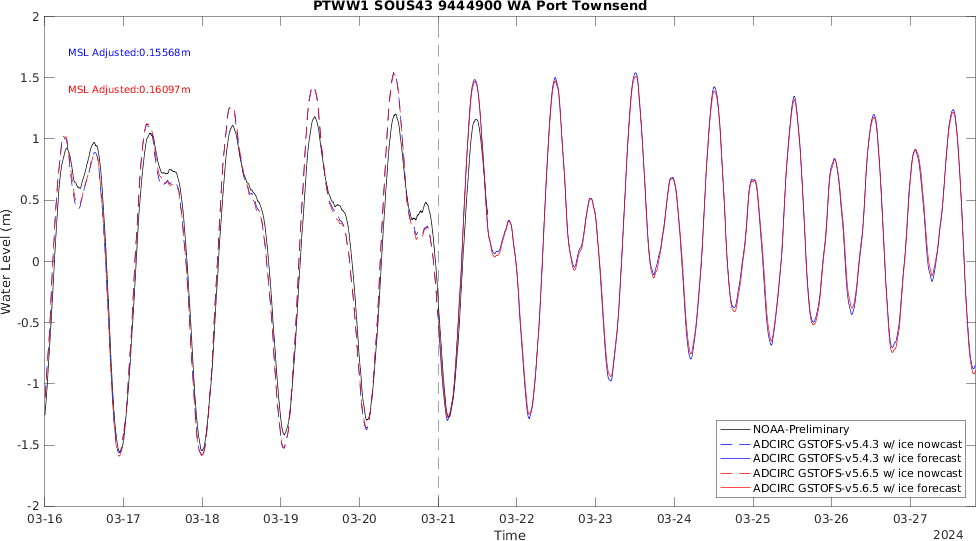 PTWW1 SOUS43 9444900 WA Port Townsend
2
1.5
1
0.5
0
-0.5
-1
-1.5
-2
Water Level (m)
MSL Adjusted:0.15568m
MSL Adjusted:0.16097m
NOAA-Preliminary
ADCIRC GSTOFS-v5.4.3 w/ ice nowcast
ADCIRC GSTOFS-v5.4.3 w/ ice forecast
ADCIRC GSTOFS-v5.6.5 w/ ice nowcast
ADCIRC GSTOFS-v5.6.5 w/ ice forecast
03-16 03-17 03-18 03-19 03-20 03-21 03-22 03-23 03-24 03-25 03-26 03-27
Time
2024